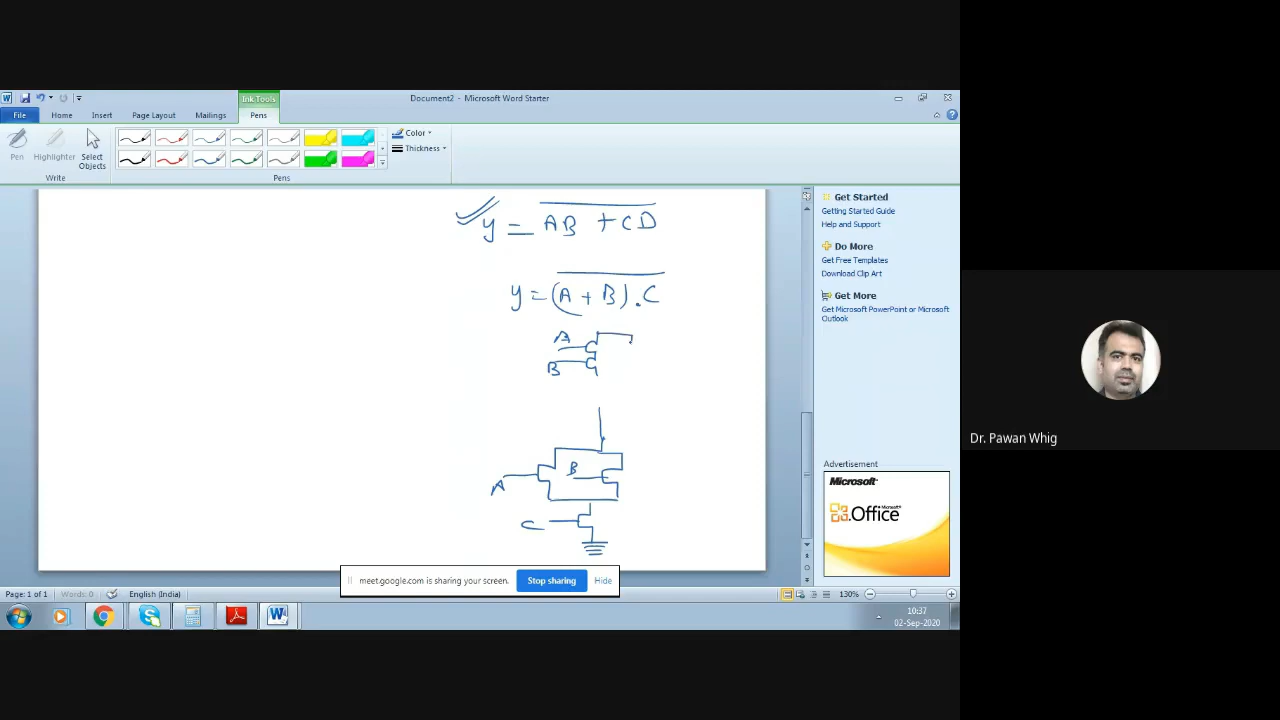 Ink Tools
Document2 - Microsoft Word Starter
File Home Insert Page Layout Mailings Pens
Pen Highlighter Select Objects
Color
Thickness
Write
Pens
y = \overline{AB + CD}
y = \overline{(A + B) . C}
A
B
B
A
C
Get Started
Getting Started Guide
Help and Support
Do More
Get Free Templates
Download Clip Art
Get More
Get Microsoft PowerPoint or Microsoft
Outlook
Advertisement
Microsoft
Microsoft
Office
Dr. Pawan Whig
meet.google.com is sharing your screen. Stop sharing Hide
Page: 1 of 1 Words: 0 English (India) 130%
10:37
02-Sep-2020